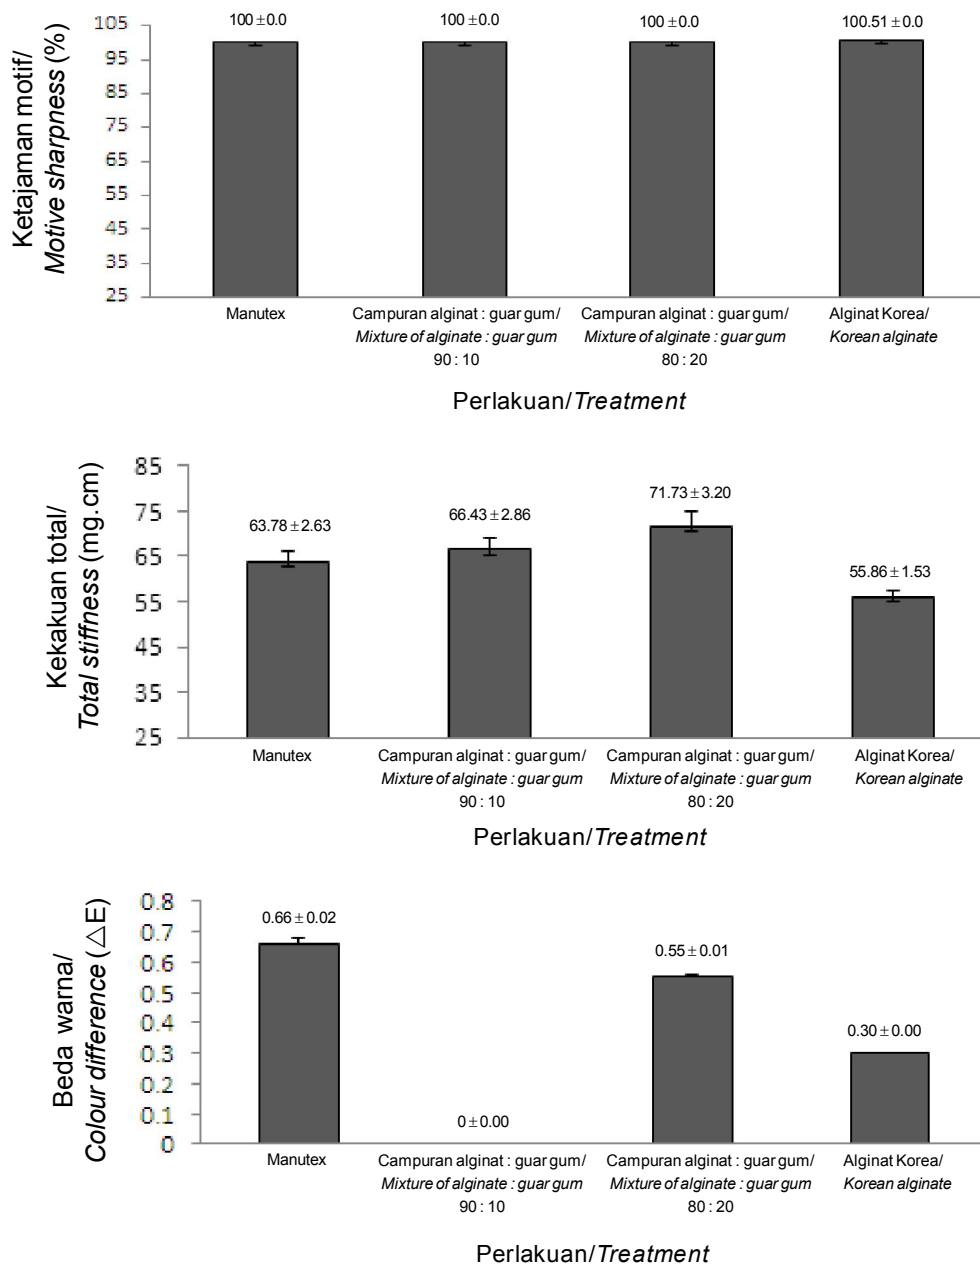 Ketajaman motif/
Motive sharpness (%)
105
95
85
75
65
55
45
35
25
100±0.0
100±0.0
100±0.0
100.51±0.0
Manutex
Campuran alginat : guar gum/
Mixture of alginate : guar gum
90 : 10
Campuran alginat : guar gum/
Mixture of alginate : guar gum
80 : 20
Alginat Korea/
Korean alginate
Perlakuan/Treatment
Kekakuan total/
Total stiffness (mg.cm)
85
75
65
55
45
35
25
63.78±2.63
66.43±2.86
71.73±3.20
55.86±1.53
Manutex
Campuran alginat : guar gum/
Mixture of alginate : guar gum
90 : 10
Campuran alginat : guar gum/
Mixture of alginate : guar gum
80 : 20
Alginat Korea/
Korean alginate
Perlakuan/Treatment
Beda warna/
Colour difference (△E)
0.8
0.7
0.6
0.5
0.4
0.3
0.2
0.1
0
0.66±0.02
0±0.00
0.55±0.01
0.30±0.00
Manutex
Campuran alginat : guar gum/
Mixture of alginate : guar gum
90 : 10
Campuran alginat : guar gum/
Mixture of alginate : guar gum
80 : 20
Alginat Korea/
Korean alginate
Perlakuan/Treatment